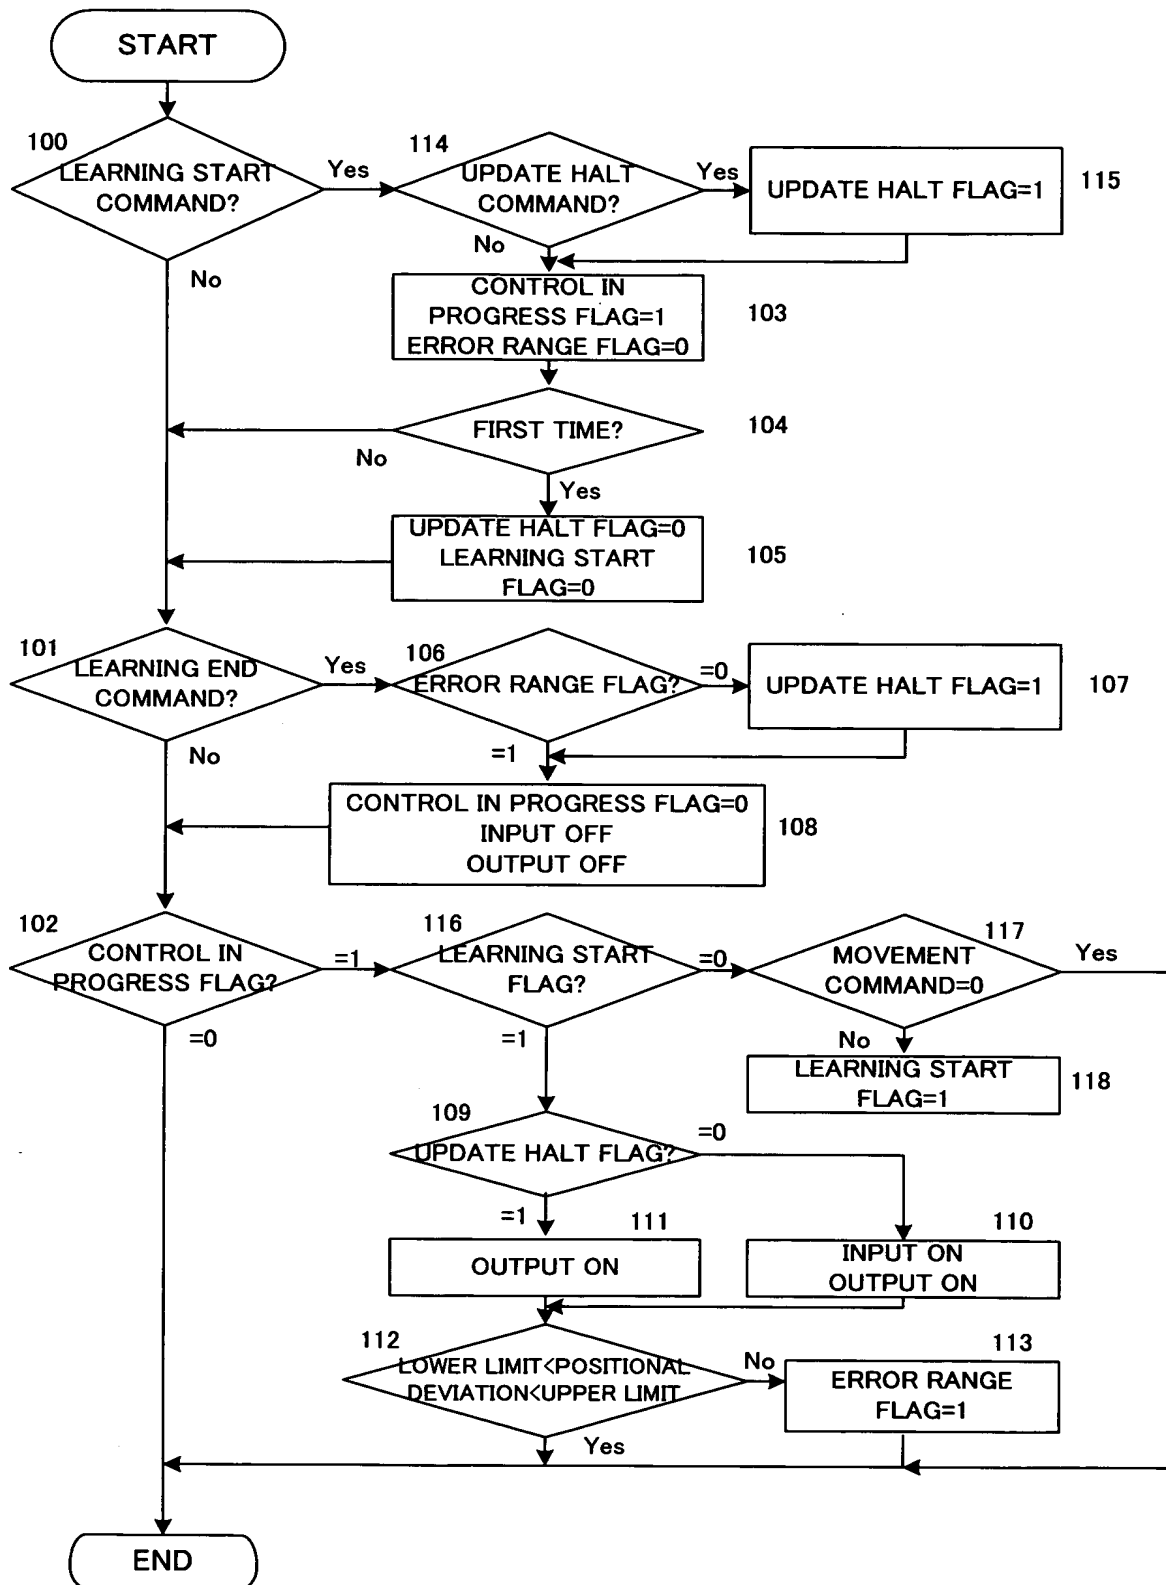 START
100
LEARNING START
COMMAND?
Yes
No
114
UPDATE HALT
COMMAND?
Yes
No
UPDATE HALT FLAG=1
115
CONTROL IN
PROGRESS FLAG=1
ERROR RANGE FLAG=0
103
FIRST TIME?
104
No
Yes
UPDATE HALT FLAG=0
LEARNING START
FLAG=0
105
101
LEARNING END
COMMAND?
Yes
No
106
ERROR RANGE FLAG?
=0
=1
UPDATE HALT FLAG=1
107
CONTROL IN PROGRESS FLAG=0
INPUT OFF
OUTPUT OFF
108
102
CONTROL IN
PROGRESS FLAG?
=1
=0
116
LEARNING START
FLAG?
=0
=1
117
MOVEMENT
COMMAND=0
Yes
No
LEARNING START
FLAG=1
118
109
UPDATE HALT FLAG?
=0
=1
111
OUTPUT ON
110
INPUT ON
OUTPUT ON
112
LOWER LIMIT<POSITIONAL
DEVIATION<UPPER LIMIT
No
Yes
113
ERROR RANGE
FLAG=1
END